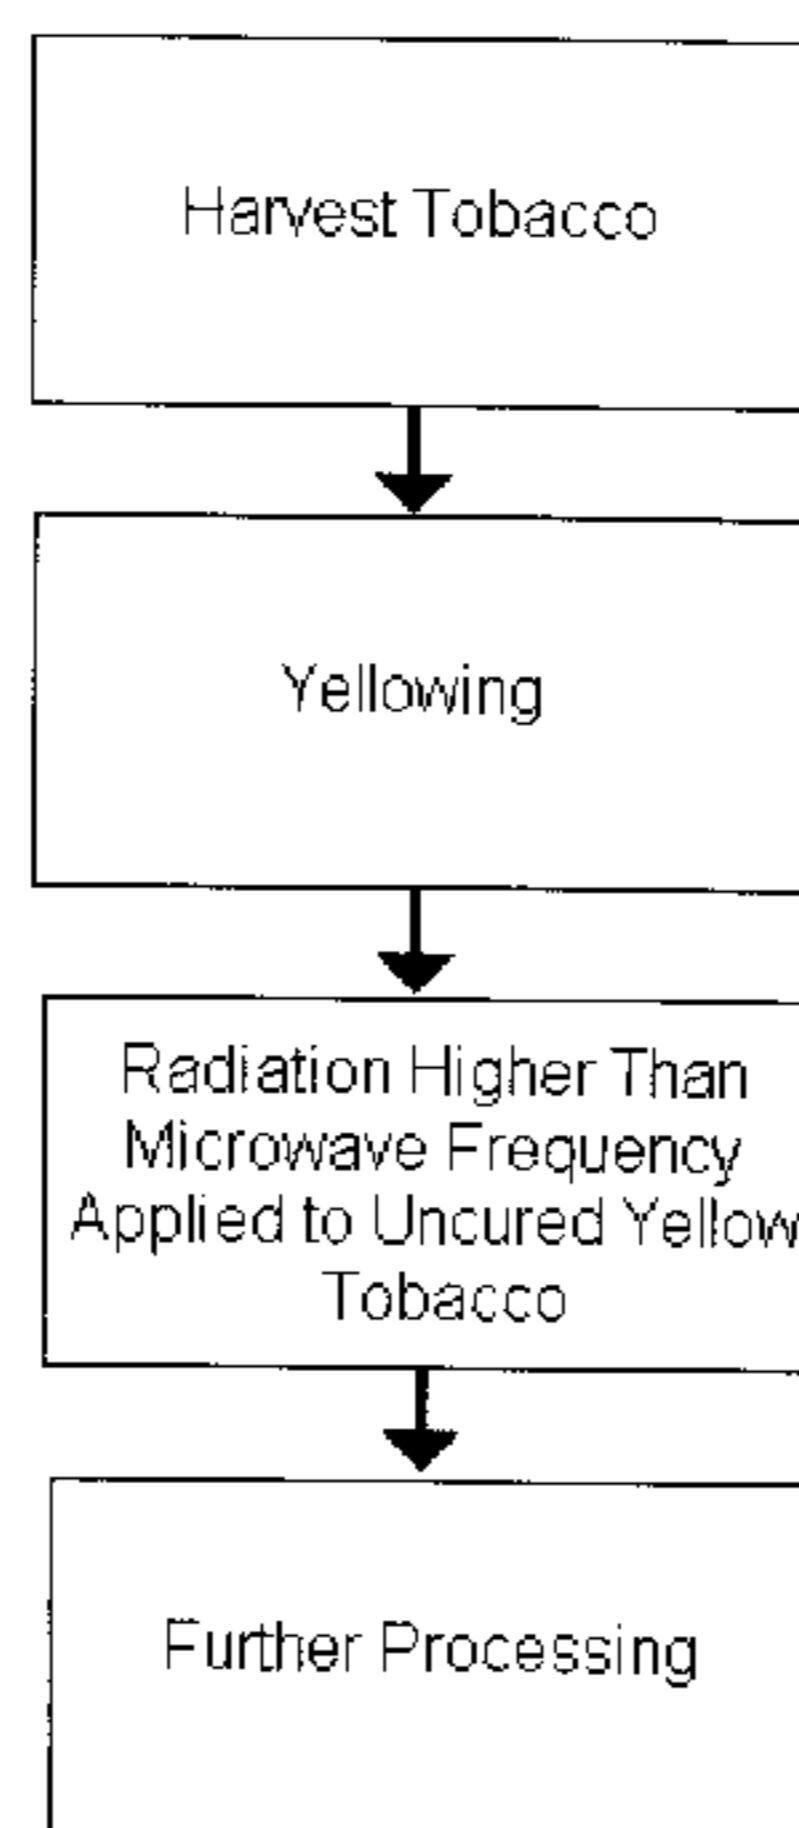 Harvest Tobacco
Yellowing
Radiation Higher Than
Microwave Frequency
Applied to Uncured Yellow
Tobacco
Further Processing